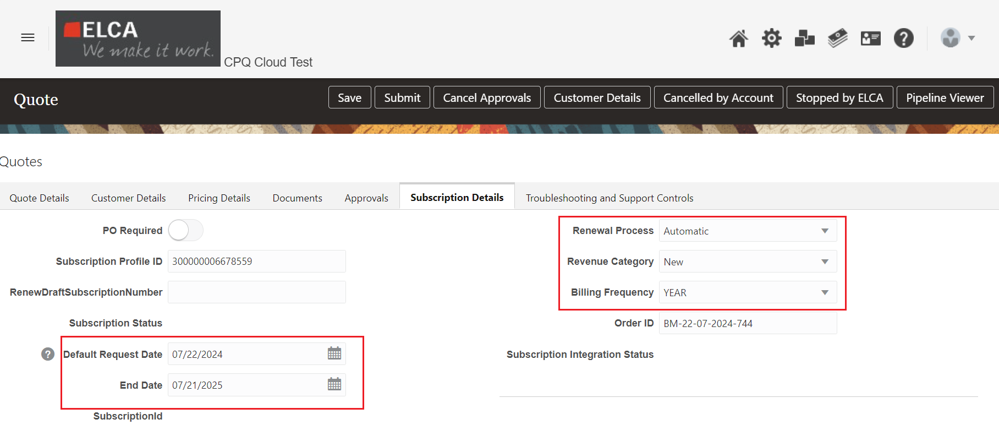 ELCA
We make it work.
CPQ Cloud Test
Quote
Save
Submit
Cancel Approvals
Customer Details
Cancelled by Account
Stopped by ELCA
Pipeline Viewer
Quotes
Quote Details
Customer Details
Pricing Details
Documents
Approvals
Subscription Details
Troubleshooting and Support Controls
PO Required
Subscription Profile ID 300000006678559
RenewDraftSubscriptionNumber
Subscription Status
? Default Request Date 07/22/2024
End Date 07/21/2025
SubscriptionId
Renewal Process Automatic
Revenue Category New
Billing Frequency YEAR
Order ID BM-22-07-2024-744
Subscription Integration Status